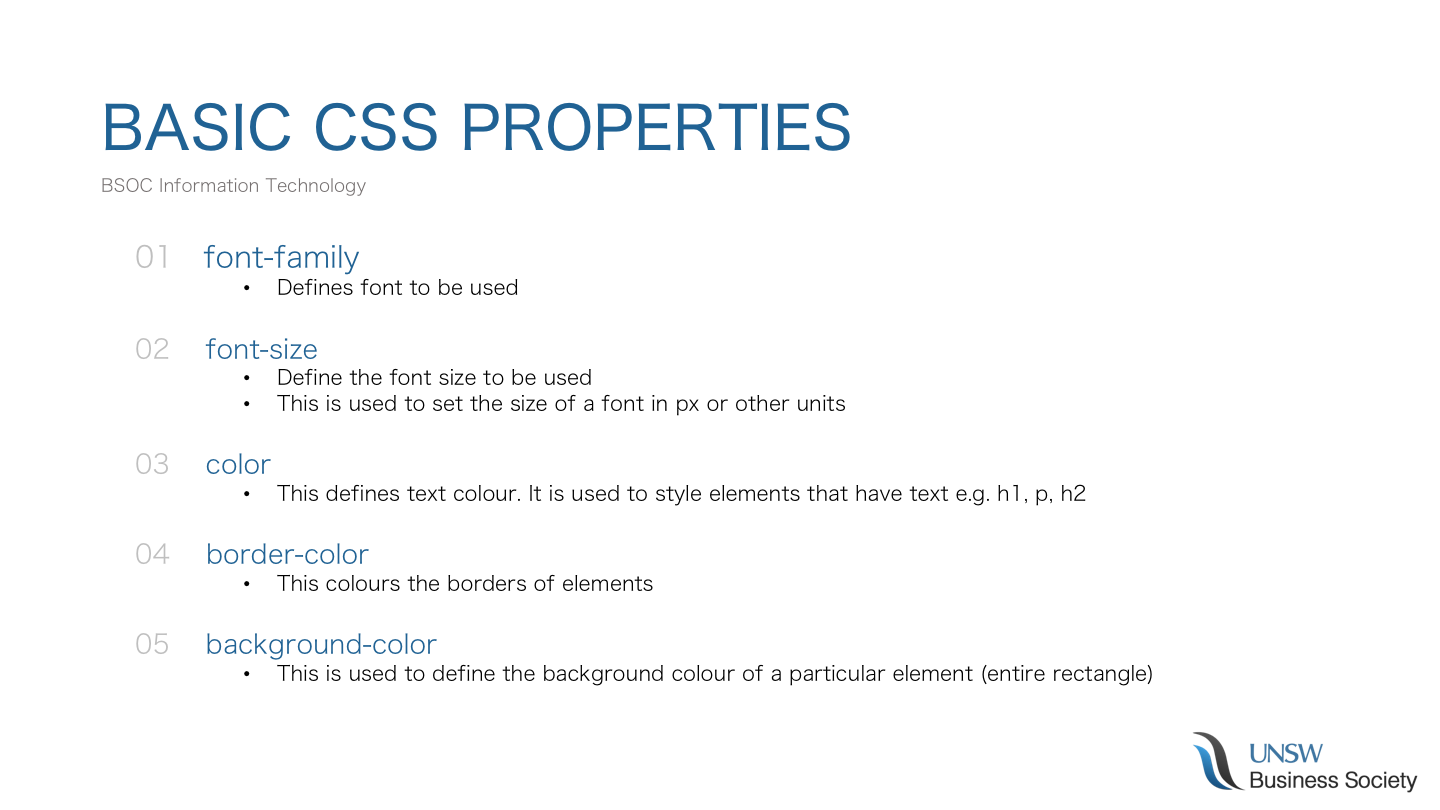 BASIC CSS PROPERTIES
BSOC Information Technology
01 font-family
• Defines font to be used
02 font-size
• Define the font size to be used
• This is used to set the size of a font in px or other units
03 color
• This defines text colour. It is used to style elements that have text e.g. h1, p, h2
04 border-color
• This colours the borders of elements
05 background-color
• This is used to define the background colour of a particular element (entire rectangle)
UNSW
Business Society